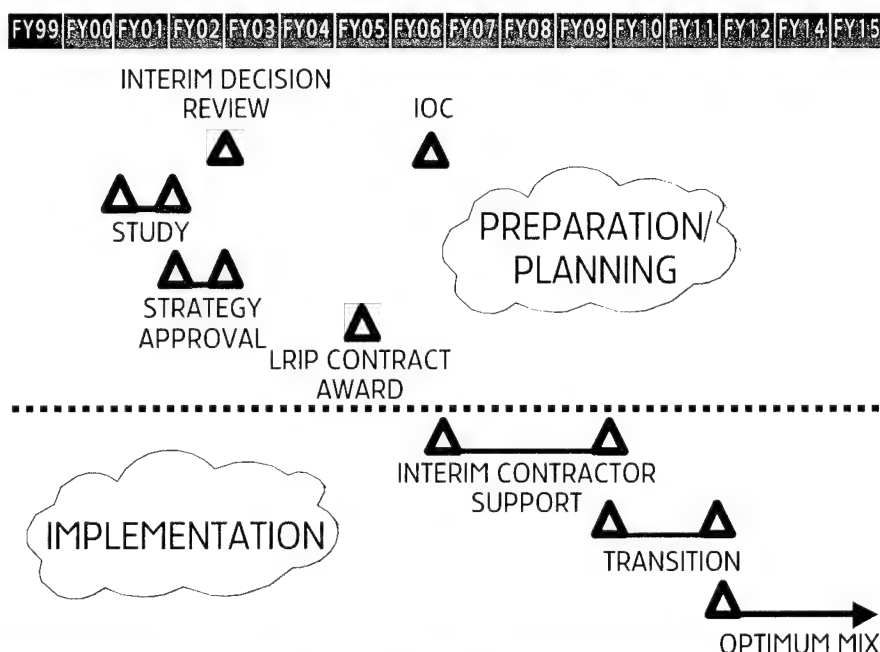 FY99 FY00 FY01 FY02 FY03 FY04 FY05 FY06 FY07 FY08 FY09 FY10 FY11 FY12 FY14 FY15
INTERIM DECISION
REVIEW
IOC
STUDY
PREPARATION/
PLANNING
STRATEGY
APPROVAL
LRIP CONTRACT
AWARD
INTERIM CONTRACTOR
SUPPORT
IMPLEMENTATION
TRANSITION
OPTIMUM MIX